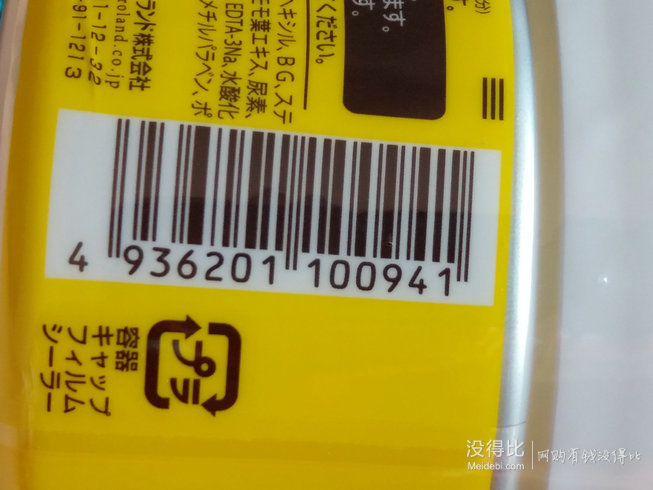 分)
す。
ます。
す。
ください。
ヘキシル、BG、ステ
モモ葉エキス、尿素、
EDTA-3Na、水酸化
メチルパラベン、ポ
ランド株式会社
roland.co.jp
11-12-32
91-1213
4 936201 100941
プラ
容器
キャップ
フィルム
シーラー
没得比
Meidebi.com
网购有钱没得比